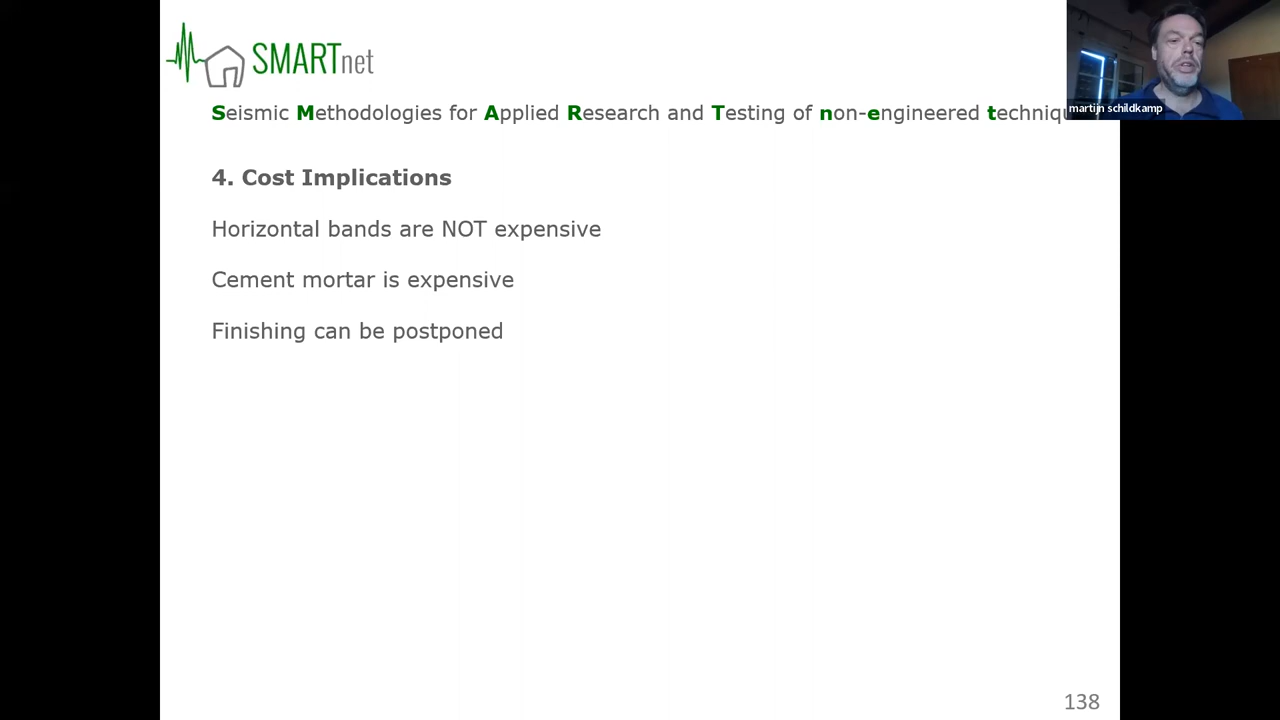 SMARTnet
Seismic Methodologies for Applied Research and Testing of non-engineered
martijn schildkamp
4. Cost Implications
Horizontal bands are NOT expensive
Cement mortar is expensive
Finishing can be postponed
138